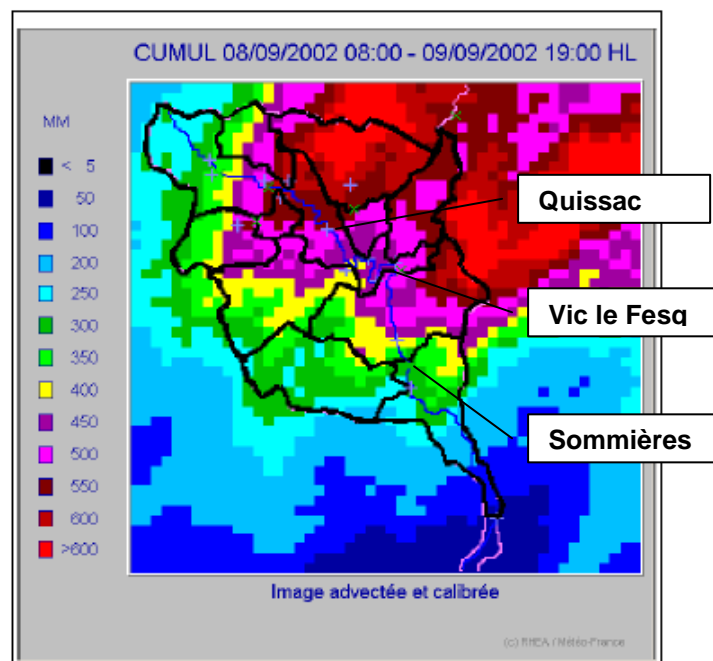 CUMUL 08/09/2002 08:00 - 09/09/2002 19:00 HL
MM
< 5
50
100
200
250
300
350
400
450
500
550
600
>600
Quissac
Vic le Fesq
Sommières
Image advectée et calibrée
(c) RHEA / Météo-France